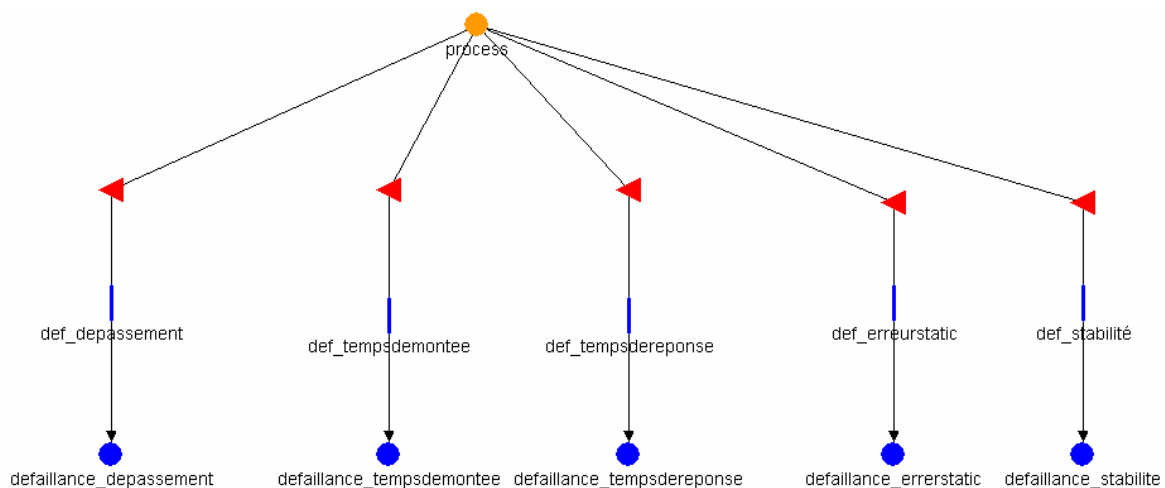 process
def_depassement
def_tempsdemontee
def_tempsdereponse
def_erreurstatic
def_stabilité
defaillance_depassement
defaillance_tempsdemontee
defaillance_tempsdereponse
defaillance_errerstatic
defaillance_stabilite